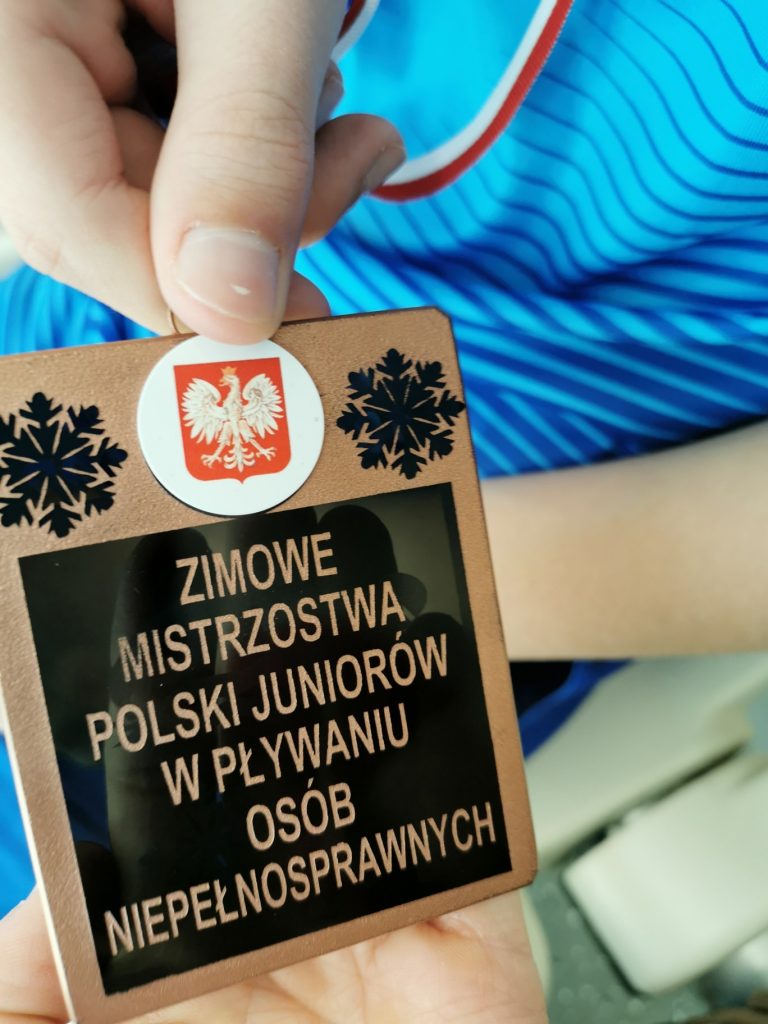 ZIMOWE
MISTRZOSTWA
POLSKI JUNIORÓW
W PŁYWANIU
OSÓB
NIEPEŁNOSPRAWNYCH